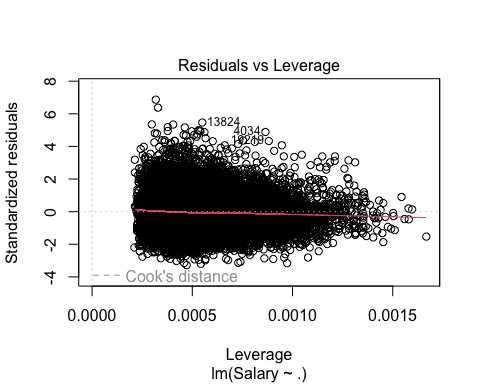 Residuals vs Leverage
Standardized residuals
8
6
4
2
0
-2
-4
13824
4034
Cook's distance
0.0000 0.0005 0.0010 0.0015
Leverage
lm(Salary ~ .)